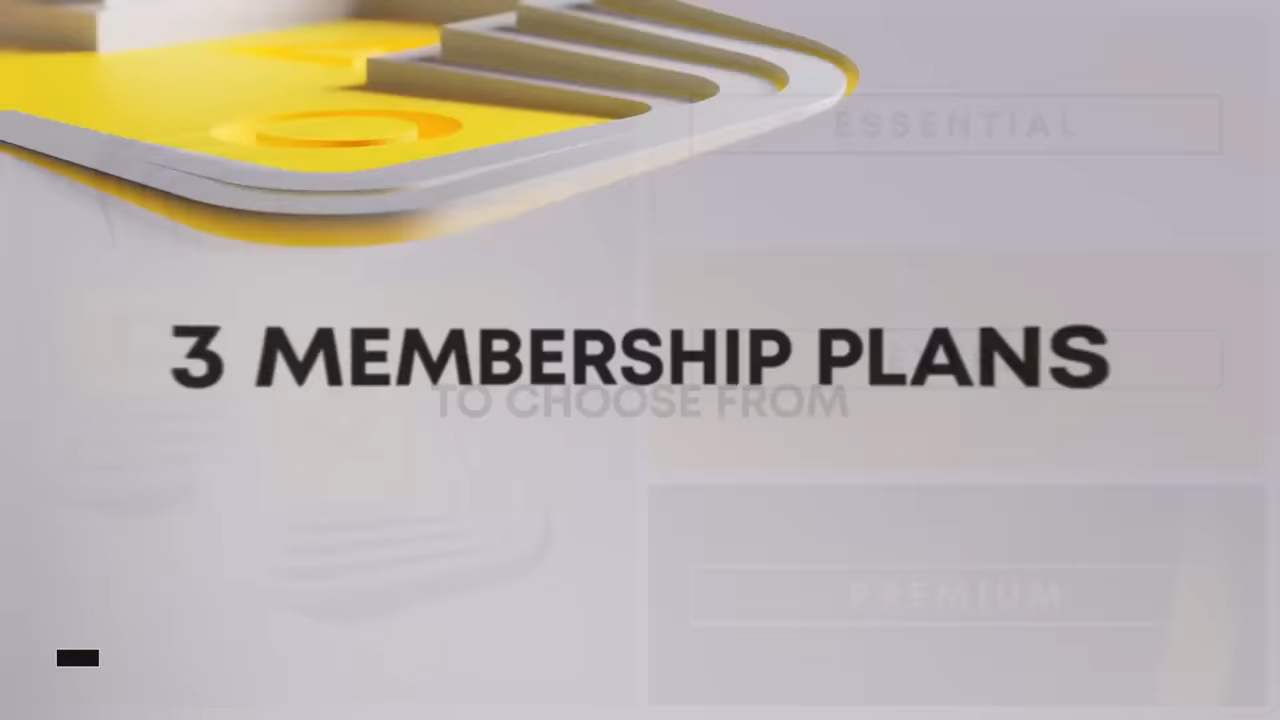 ESSENTIAL
3 MEMBERSHIP PLANS
TO CHOOSE FROM
PREMIUM